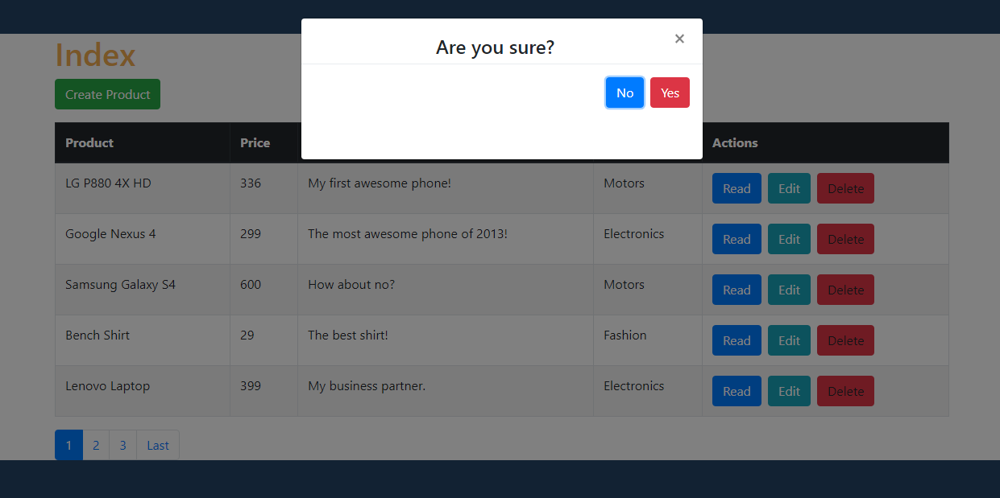 Are you sure? ×
No Yes
Index
Create Product
Product Price Actions
LG P880 4X HD 336 My first awesome phone! Motors Read Edit Delete
Google Nexus 4 299 The most awesome phone of 2013! Electronics Read Edit Delete
Samsung Galaxy S4 600 How about no? Motors Read Edit Delete
Bench Shirt 29 The best shirt! Fashion Read Edit Delete
Lenovo Laptop 399 My business partner. Electronics Read Edit Delete
1 2 3 Last